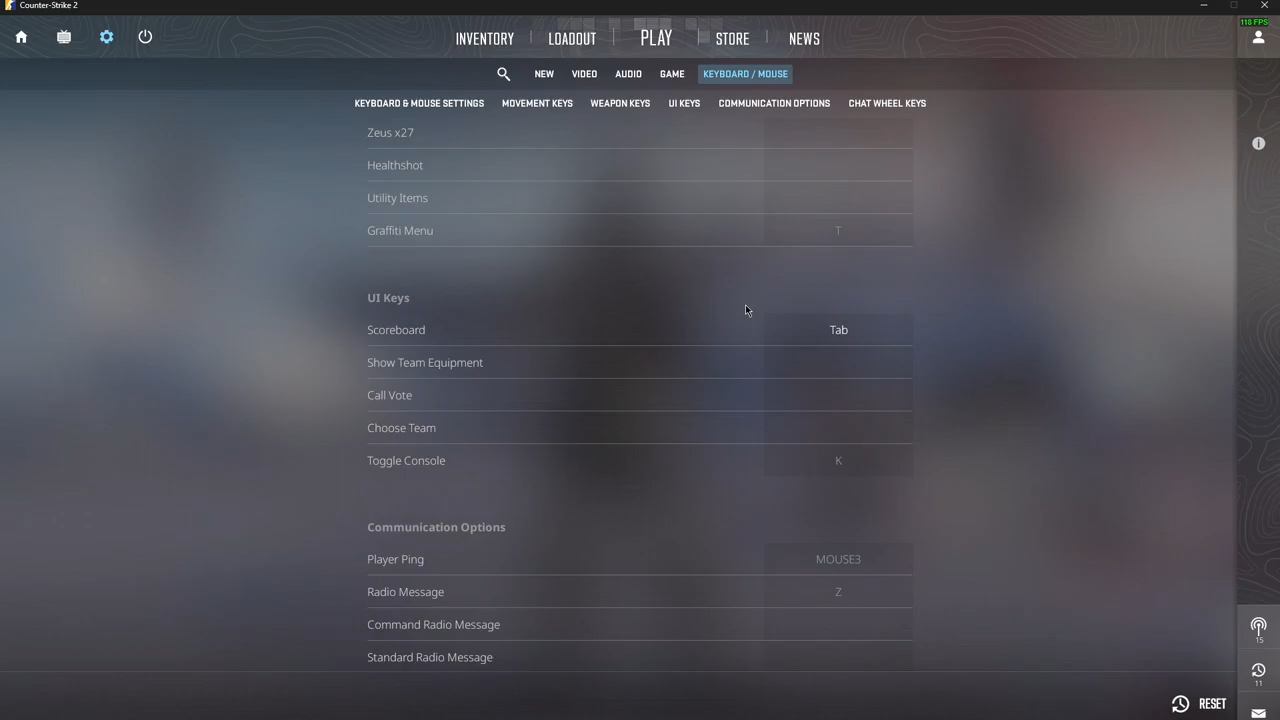 Counter-Strike 2
118 FPS
INVENTORY
LOADOUT
PLAY
STORE
NEWS
NEW
VIDEO
AUDIO
GAME
KEYBOARD / MOUSE
KEYBOARD & MOUSE SETTINGS
MOVEMENT KEYS
WEAPON KEYS
UI KEYS
COMMUNICATION OPTIONS
CHAT WHEEL KEYS
Zeus x27
Healthshot
Utility Items
Graffiti Menu T
UI Keys
Scoreboard Tab
Show Team Equipment
Call Vote
Choose Team
Toggle Console K
Communication Options
Player Ping MOUSE3
Radio Message Z
Command Radio Message
Standard Radio Message
15
11
RESET